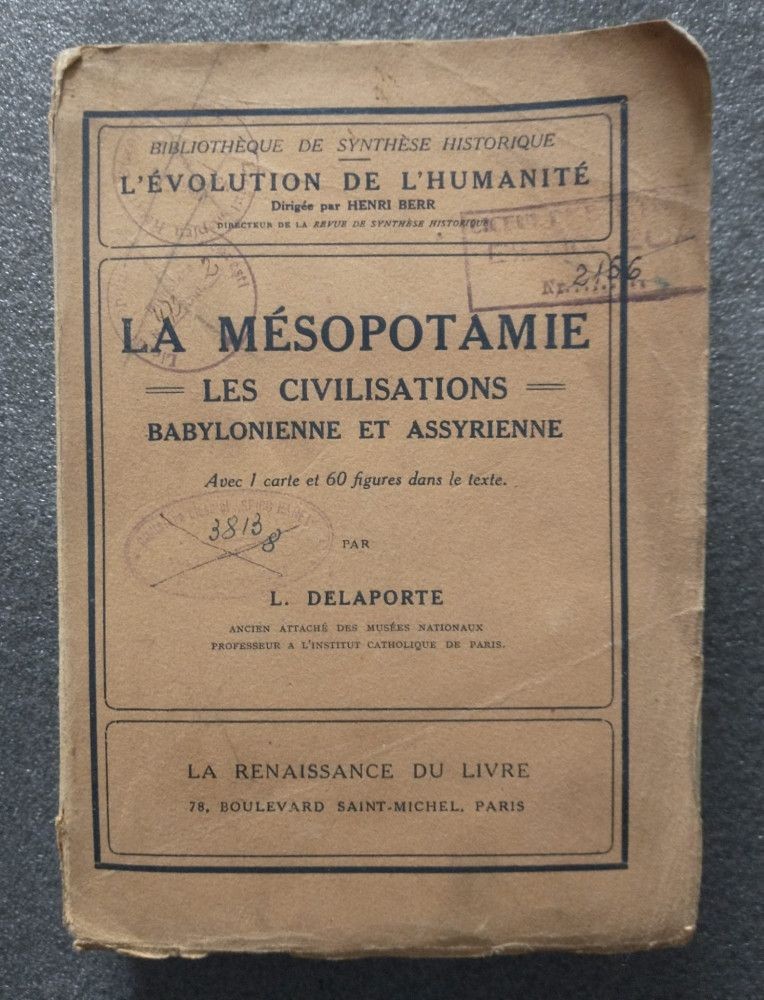 BIBLIOTHÈQUE DE SYNTHÈSE HISTORIQUE
L'ÉVOLUTION DE L'HUMANITÉ
Dirigée par HENRI BERR
DIRECTEUR DE LA REVUE DE SYNTHÈSE HISTORIQUE
Nr. 2156
LA MÉSOPOTAMIE
LES CIVILISATIONS
BABYLONIENNE ET ASSYRIENNE
Avec 1 carte et 60 figures dans le texte.
3813
8
PAR
L. DELAPORTE
ANCIEN ATTACHÉ DES MUSÉES NATIONAUX
PROFESSEUR A L'INSTITUT CATHOLIQUE DE PARIS.
LA RENAISSANCE DU LIVRE
78, BOULEVARD SAINT-MICHEL, PARIS